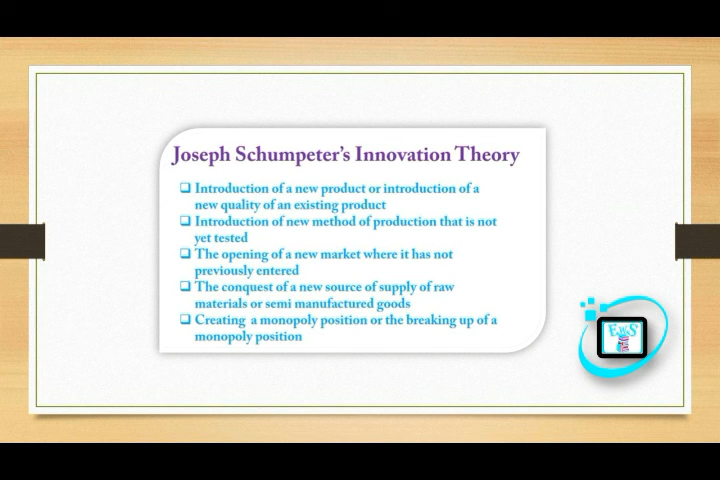 Joseph Schumpeter's Innovation Theory
❑ Introduction of a new product or introduction of a
new quality of an existing product
❑ Introduction of new method of production that is not
yet tested
❑ The opening of a new market where it has not
previously entered
❑ The conquest of a new source of supply of raw
materials or semi manufactured goods
❑ Creating a monopoly position or the breaking up of a
monopoly position